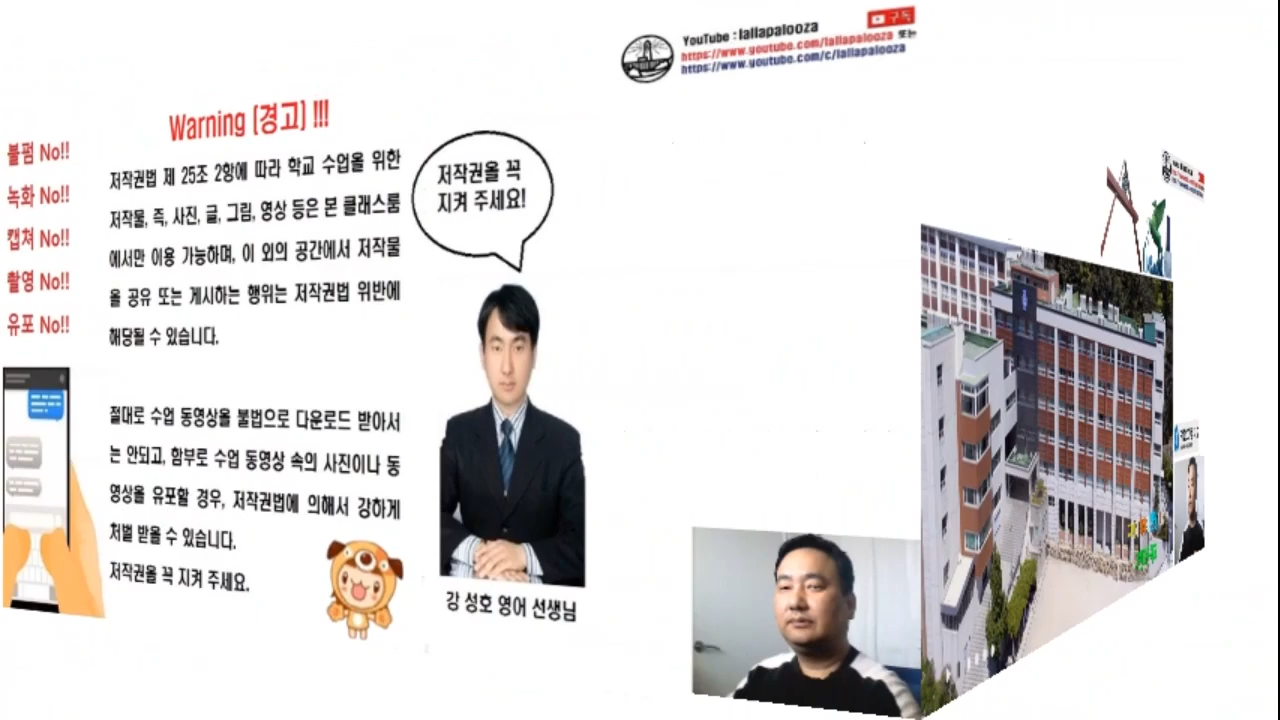 YouTube : lallapalooza
구독
https://www.youtube.com/lallapalooza 또는
https://www.youtube.com/c/lallapalooza
Warning (경고) !!!
불펌 No!!
녹화 No!!
캡쳐 No!!
촬영 No!!
유포 No!!
저작권법 제 25조 2항에 따라 학교 수업을 위한
저작물, 즉, 사진, 글, 그림, 영상 등은 본 클래스룸
에서만 이용 가능하며, 이 외의 공간에서 저작물
을 공유 또는 게시하는 행위는 저작권법 위반에
해당될 수 있습니다.
절대로 수업 동영상을 불법으로 다운로드 받아서
는 안되고, 함부로 수업 동영상 속의 사진이나 동
영상을 유포할 경우, 저작권법에 의해서 강하게
처벌 받을 수 있습니다.
저작권을 꼭 지켜 주세요.
저작권을 꼭
지켜 주세요!
강 성호 영어 선생님